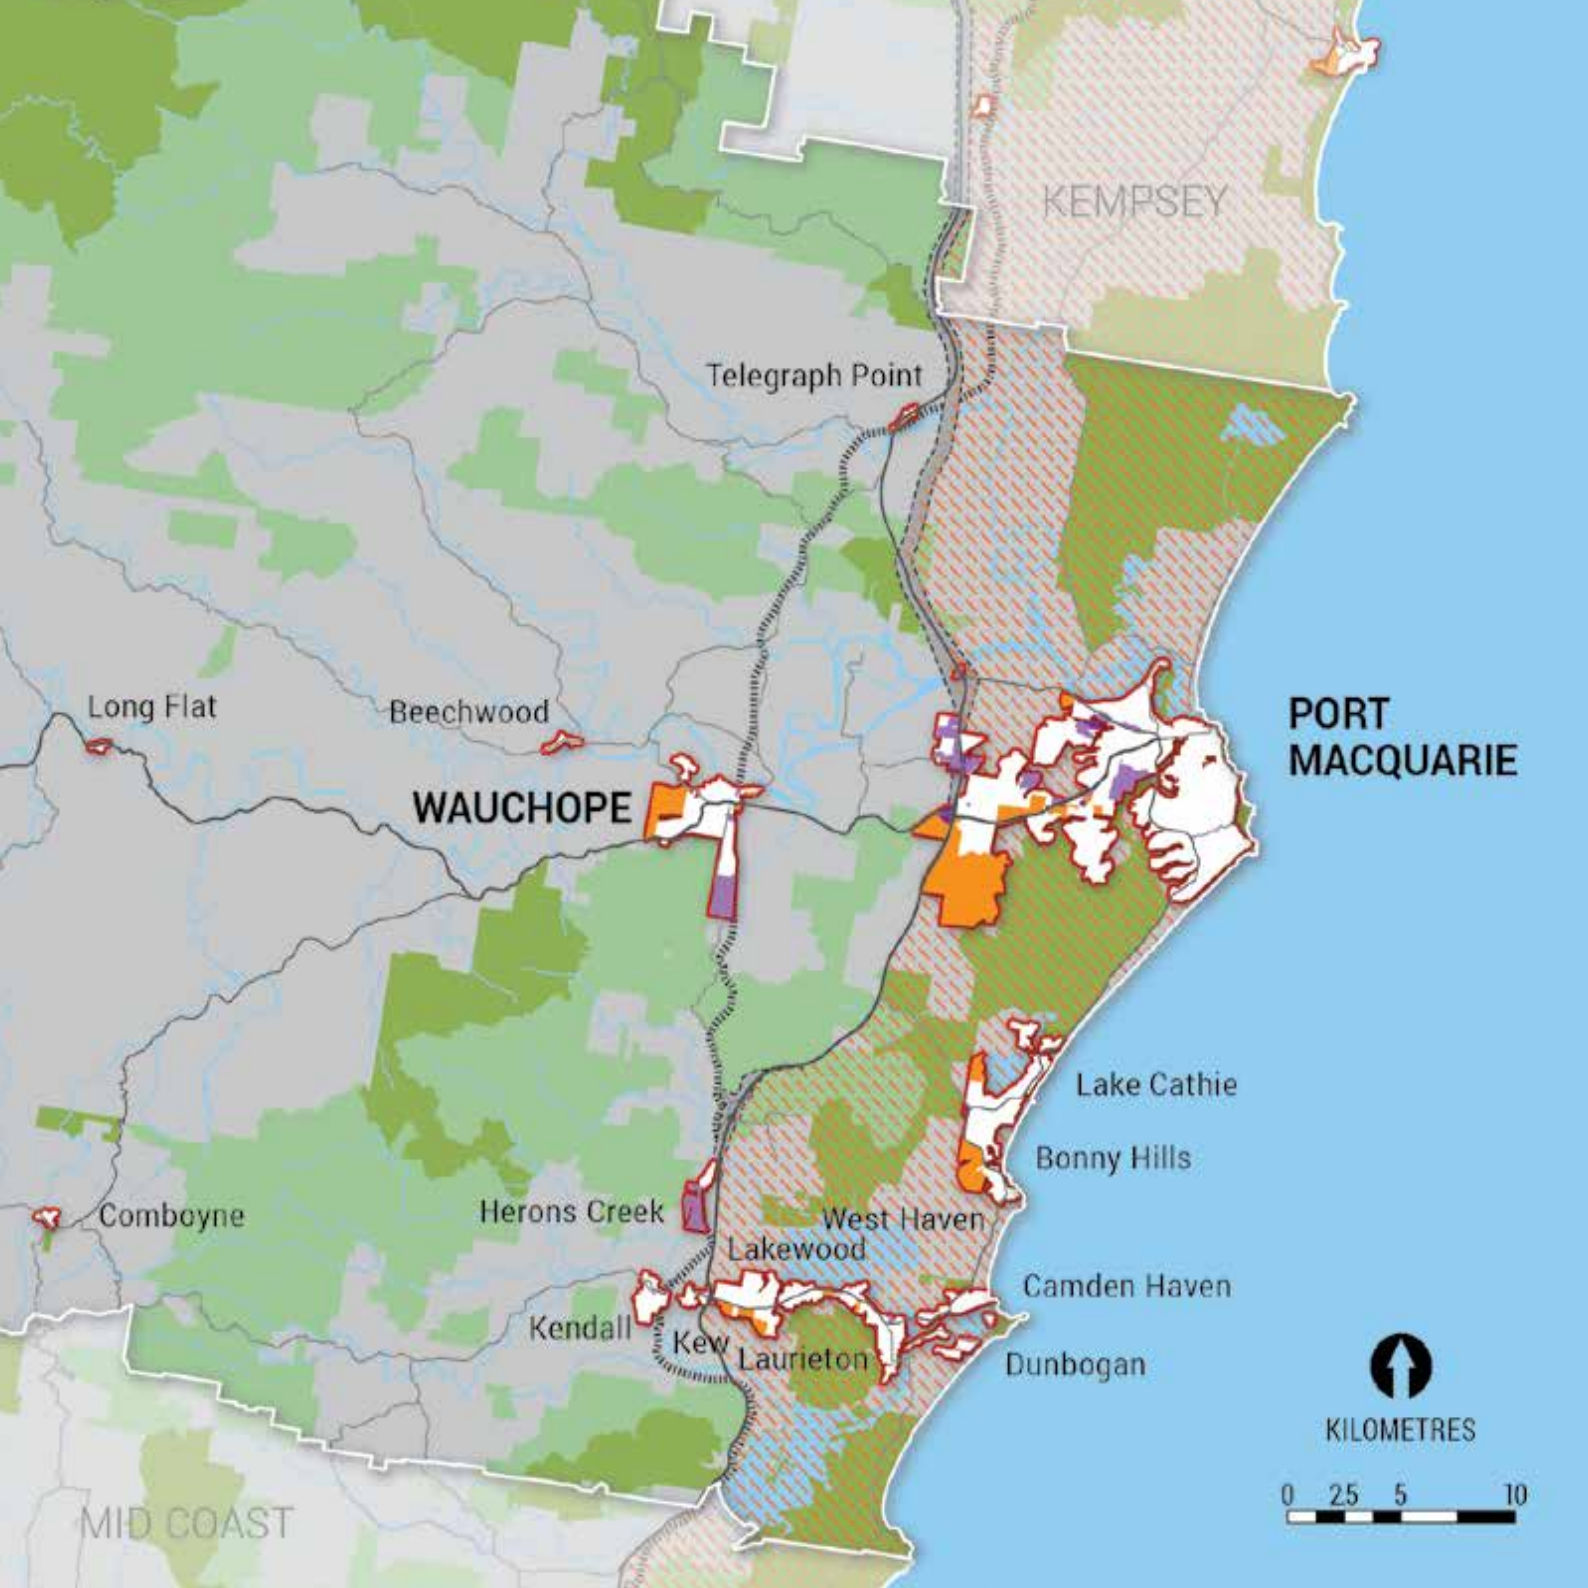 KEMPSEY
Telegraph Point
Long Flat
Beechwood
PORT
MACQUARIE
WAUCHOPE
Lake Cathie
Bonny Hills
Herons Creek
Comboyne
West Haven
Lakewood
Camden Haven
Kendall
Kew
Laurieton
Dunbogan
KILOMETRES
0 2.5 5 10
MID COAST